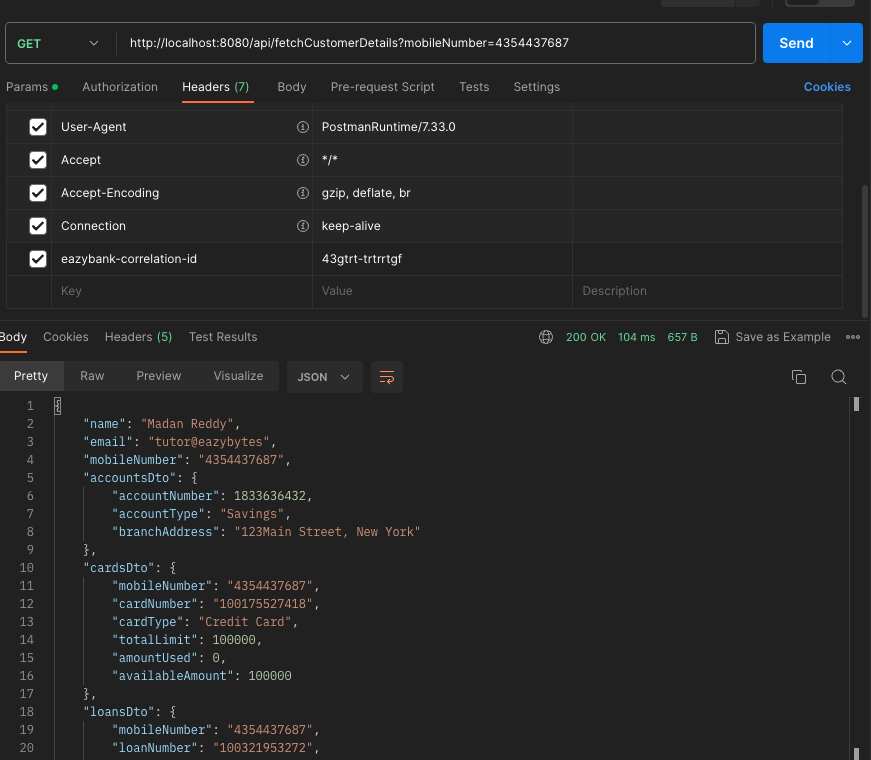 GET http://localhost:8080/api/fetchCustomerDetails?mobileNumber=4354437687 Send
Params Authorization Headers (7) Body Pre-request Script Tests Settings Cookies
User-Agent PostmanRuntime/7.33.0
Accept */*
Accept-Encoding gzip, deflate, br
Connection keep-alive
eazybank-correlation-id 43gtrt-trtrrtgf
Key Value Description
Body Cookies Headers (5) Test Results 200 OK 104 ms 657 B Save as Example
Pretty Raw Preview Visualize JSON
1 {
2 "name": "Madan Reddy",
3 "email": "tutor@eazybytes",
4 "mobileNumber": "4354437687",
5 "accountsDto": {
6 "accountNumber": 1833636432,
7 "accountType": "Savings",
8 "branchAddress": "123Main Street, New York"
9 },
10 "cardsDto": {
11 "mobileNumber": "4354437687",
12 "cardNumber": "100175527418",
13 "cardType": "Credit Card",
14 "totalLimit": 100000,
15 "amountUsed": 0,
16 "availableAmount": 100000
17 },
18 "loansDto": {
19 "mobileNumber": "4354437687",
20 "loanNumber": "100321953272",